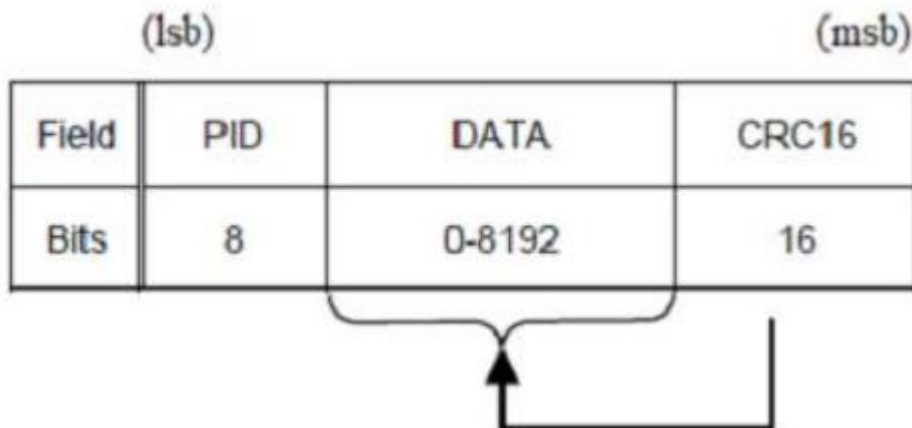 (lsb) (msb)
Field PID DATA CRC16
Bits 8 0-8192 16